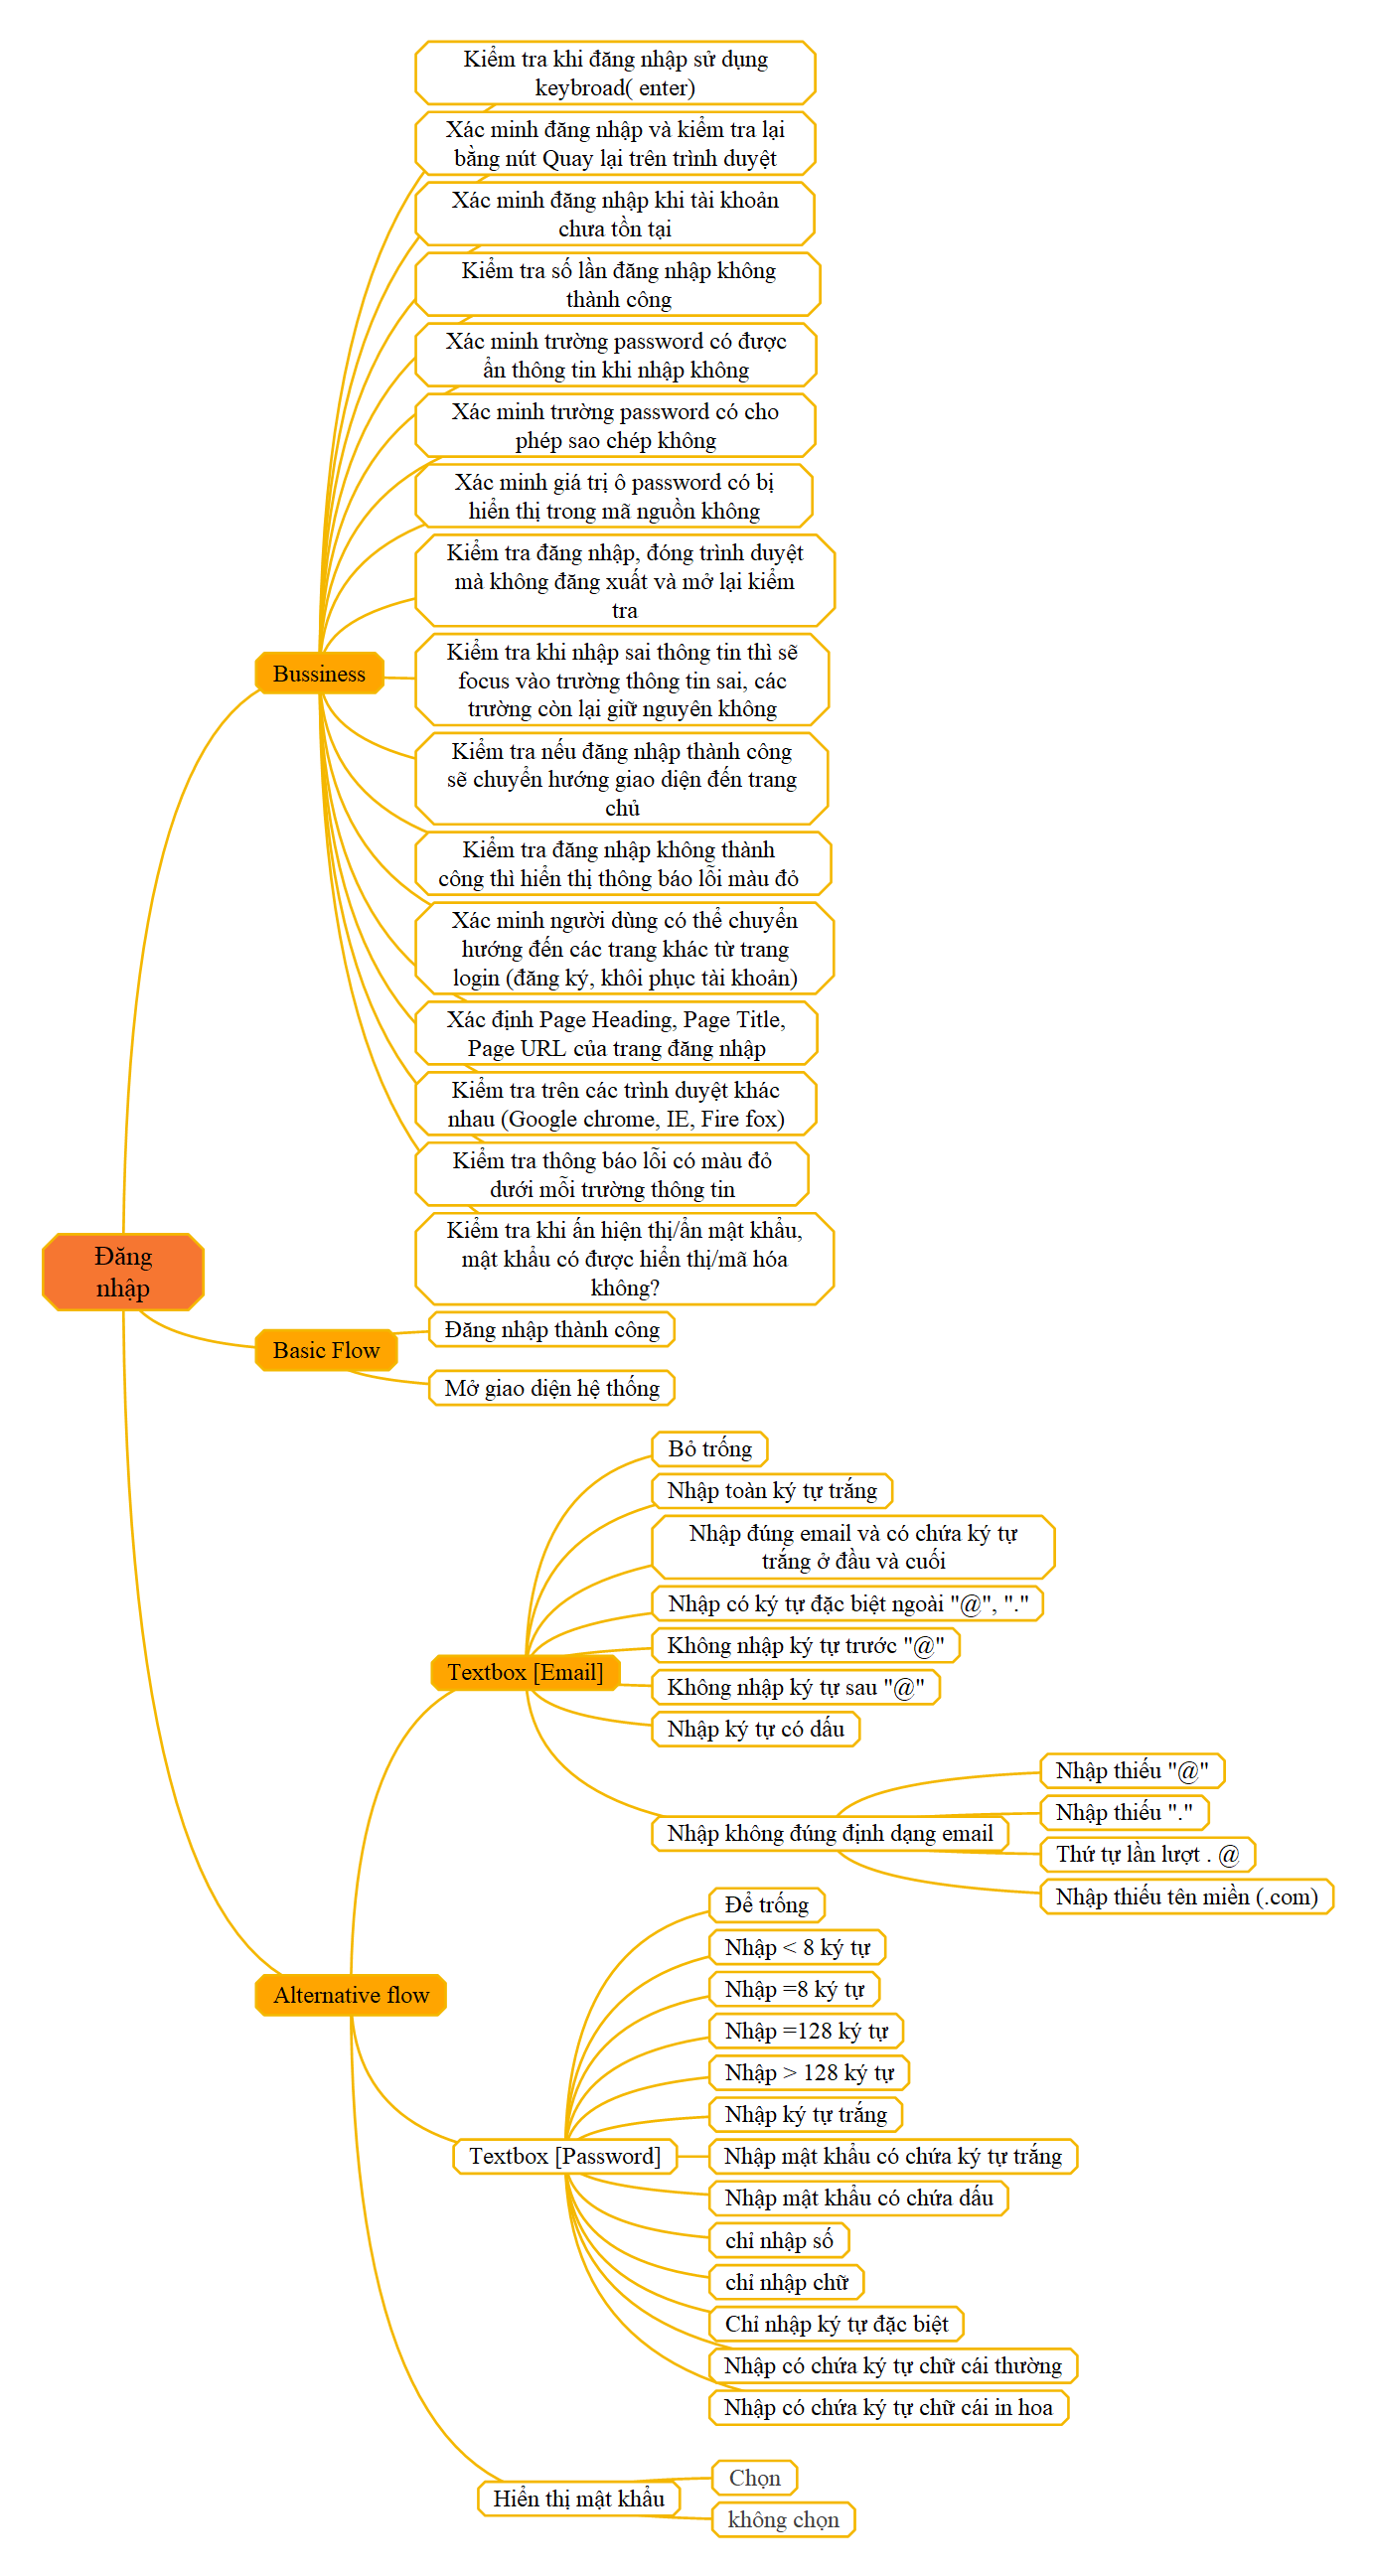 Kiểm tra khi đăng nhập sử dụng
keybroad( enter)
Xác minh đăng nhập và kiểm tra lại
bằng nút Quay lại trên trình duyệt
Xác minh đăng nhập khi tài khoản
chưa tồn tại
Kiểm tra số lần đăng nhập không
thành công
Xác minh trường password có được
ẩn thông tin khi nhập không
Xác minh trường password có cho
phép sao chép không
Xác minh giá trị ô password có bị
hiển thị trong mã nguồn không
Kiểm tra đăng nhập, đóng trình duyệt
mà không đăng xuất và mở lại kiểm
tra
Bussiness
Kiểm tra khi nhập sai thông tin thì sẽ
focus vào trường thông tin sai, các
trường còn lại giữ nguyên không
Kiểm tra nếu đăng nhập thành công
sẽ chuyển hướng giao diện đến trang
chủ
Kiểm tra đăng nhập không thành
công thì hiển thị thông báo lỗi màu đỏ
Xác minh người dùng có thể chuyển
hướng đến các trang khác từ trang
login (đăng ký, khôi phục tài khoản)
Xác định Page Heading, Page Title,
Page URL của trang đăng nhập
Kiểm tra trên các trình duyệt khác
nhau (Google chrome, IE, Fire fox)
Kiểm tra thông báo lỗi có màu đỏ
dưới mỗi trường thông tin
Kiểm tra khi ấn hiện thị/ẩn mật khẩu,
mật khẩu có được hiển thị/mã hóa
không?
Đăng
nhập
Basic Flow
Đăng nhập thành công
Mở giao diện hệ thống
Bỏ trống
Nhập toàn ký tự trắng
Nhập đúng email và có chứa ký tự
trắng ở đầu và cuối
Nhập có ký tự đặc biệt ngoài "@", "."
Không nhập ký tự trước "@"
Textbox [Email]
Không nhập ký tự sau "@"
Nhập ký tự có dấu
Nhập không đúng định dạng email
Nhập thiếu "@"
Nhập thiếu "."
Thứ tự lần lượt . @
Nhập thiếu tên miền (.com)
Alternative flow
Để trống
Nhập < 8 ký tự
Nhập =8 ký tự
Nhập =128 ký tự
Nhập > 128 ký tự
Nhập ký tự trắng
Textbox [Password]
Nhập mật khẩu có chứa ký tự trắng
Nhập mật khẩu có chứa dấu
chỉ nhập số
chỉ nhập chữ
Chỉ nhập ký tự đặc biệt
Nhập có chứa ký tự chữ cái thường
Nhập có chứa ký tự chữ cái in hoa
Hiển thị mật khẩu
Chọn
không chọn